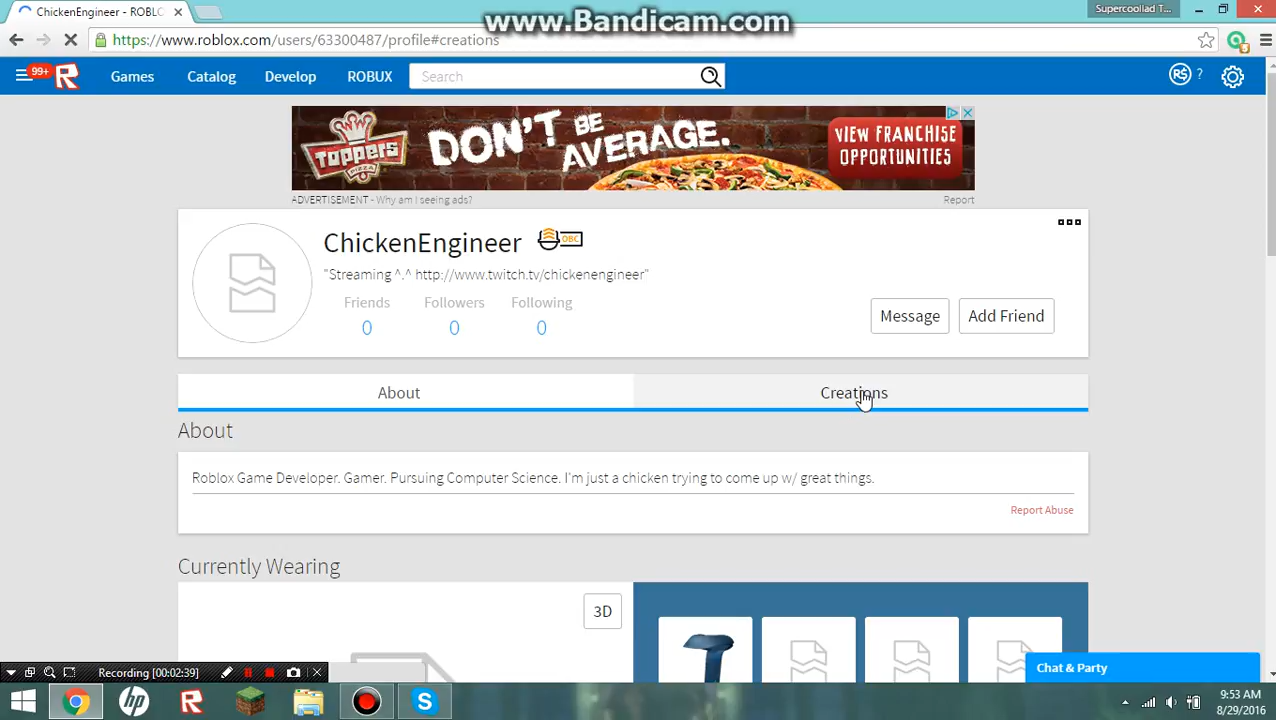 www.Bandicam.com
ChickenEngineer - ROBLO
Supercoollad T...
https://www.roblox.com/users/63300487/profile#creations
99+ R Games Catalog Develop ROBUX Search R$ ?
TOPPERS PIZZA
DON'T BE AVERAGE.
VIEW FRANCHISE OPPORTUNITIES
ADVERTISEMENT - Why am I seeing ads? Report
ChickenEngineer OBC
"Streaming ^.^ http://www.twitch.tv/chickenengineer"
Friends Followers Following
0 0 0
Message Add Friend
About Creations
About
Roblox Game Developer. Gamer. Pursuing Computer Science. I'm just a chicken trying to come up w/ great things.
Report Abuse
Currently Wearing
3D
Recording [00:02:39]
Chat & Party
9:53 AM
8/29/2016